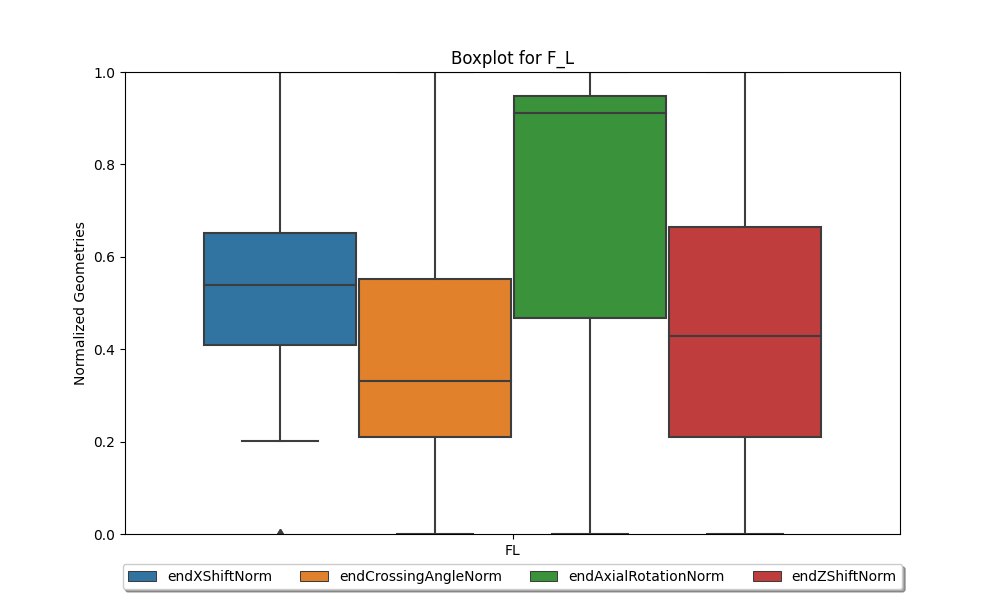 Boxplot for F_L
1.0
0.8
0.6
0.4
0.2
0.0
Normalized Geometries
FL
endXShiftNorm endCrossingAngleNorm endAxialRotationNorm endZShiftNorm